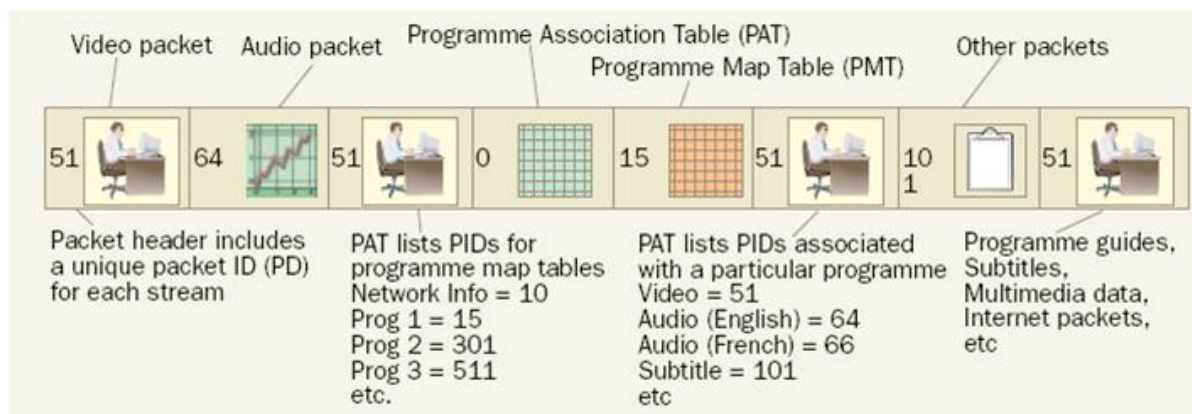 Video packet
Audio packet
Programme Association Table (PAT)
Programme Map Table (PMT)
Other packets
51
64
51
0
15
51
10
1
51
Packet header includes
a unique packet ID (PD)
for each stream
PAT lists PIDs for
programme map tables
Network Info = 10
Prog 1 = 15
Prog 2 = 301
Prog 3 = 511
etc.
PAT lists PIDs associated
with a particular programme
Video = 51
Audio (English) = 64
Audio (French) = 66
Subtitle = 101
etc
Programme guides,
Subtitles,
Multimedia data,
Internet packets,
etc